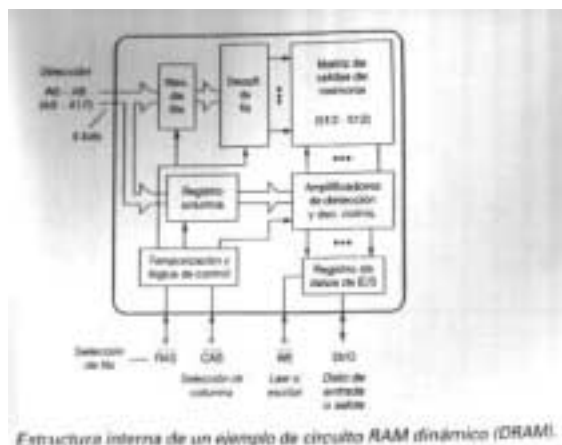 Dirección
A0 - A8
(A9 - A17)
9 bits
Reg.
de
fila
Decod.
de
fila
Matriz de
celdas de
memoria
(512 · 512)
Registro
columna
Amplificadores
de detección
y dec. colmn.
Temporización y
lógica de control
Registro de
datos de E/S
Selección
de fila
RAS
CAS
WE
DI/O
Selección de
columna
Leer o
escribir
Dato de
entrada
o salida
Estructura interna de un ejemplo de circuito RAM dinámico (DRAM).